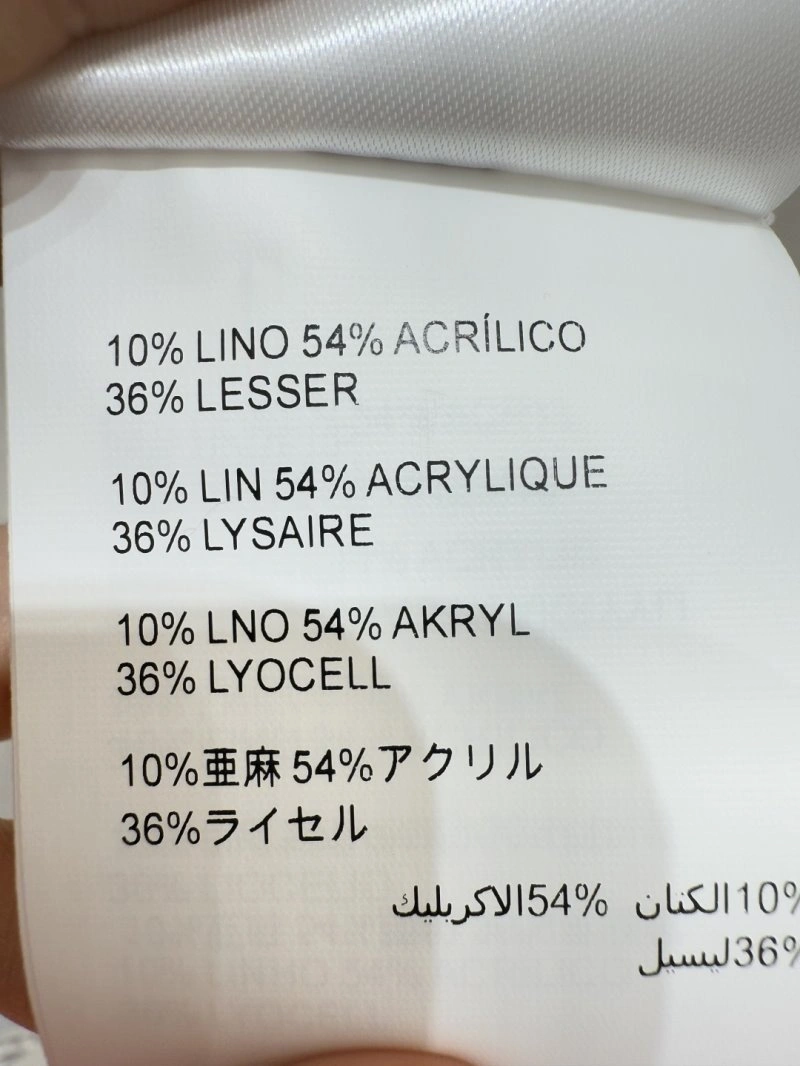 10% LINO 54% ACRÍLICO
36% LESSER
10% LIN 54% ACRYLIQUE
36% LYSAIRE
10% LNO 54% AKRYL
36% LYOCELL
10%亜麻 54%アクリル
36%ライセル
10%الكتان 54%الاكريليك
36%ليسيل